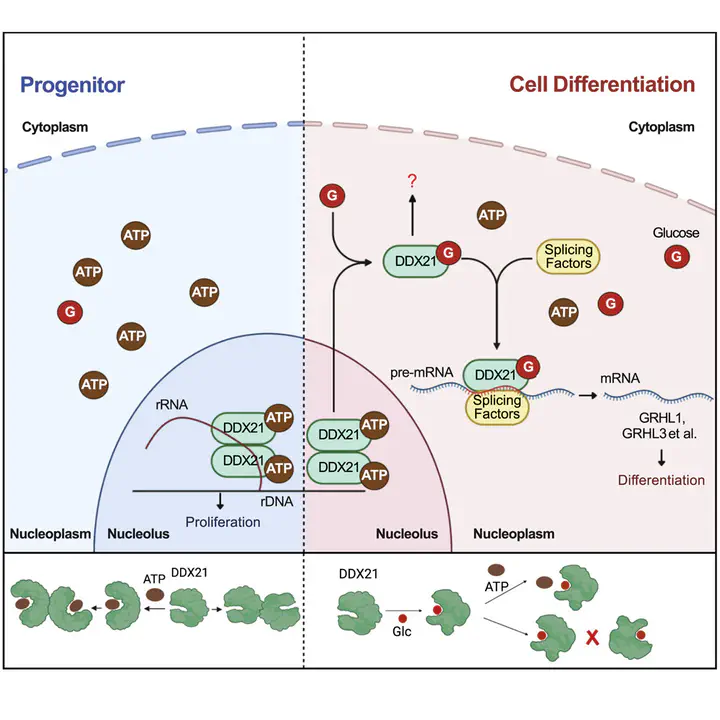 Progenitor
Cell Differentiation
Cytoplasm
Cytoplasm
G
?
ATP
ATP
Glucose
G
ATP
DDX21
G
Splicing
Factors
ATP
G
G
ATP
ATP
ATP
pre-mRNA
DDX21
G
mRNA
Splicing
Factors
rRNA
DDX21
ATP
DDX21
ATP
DDX21
ATP
DDX21
ATP
GRHL1,
GRHL3 et al.
Differentiation
rDNA
Proliferation
Nucleoplasm
Nucleolus
Nucleolus
Nucleoplasm
ATP
DDX21
DDX21
Glc
ATP
X